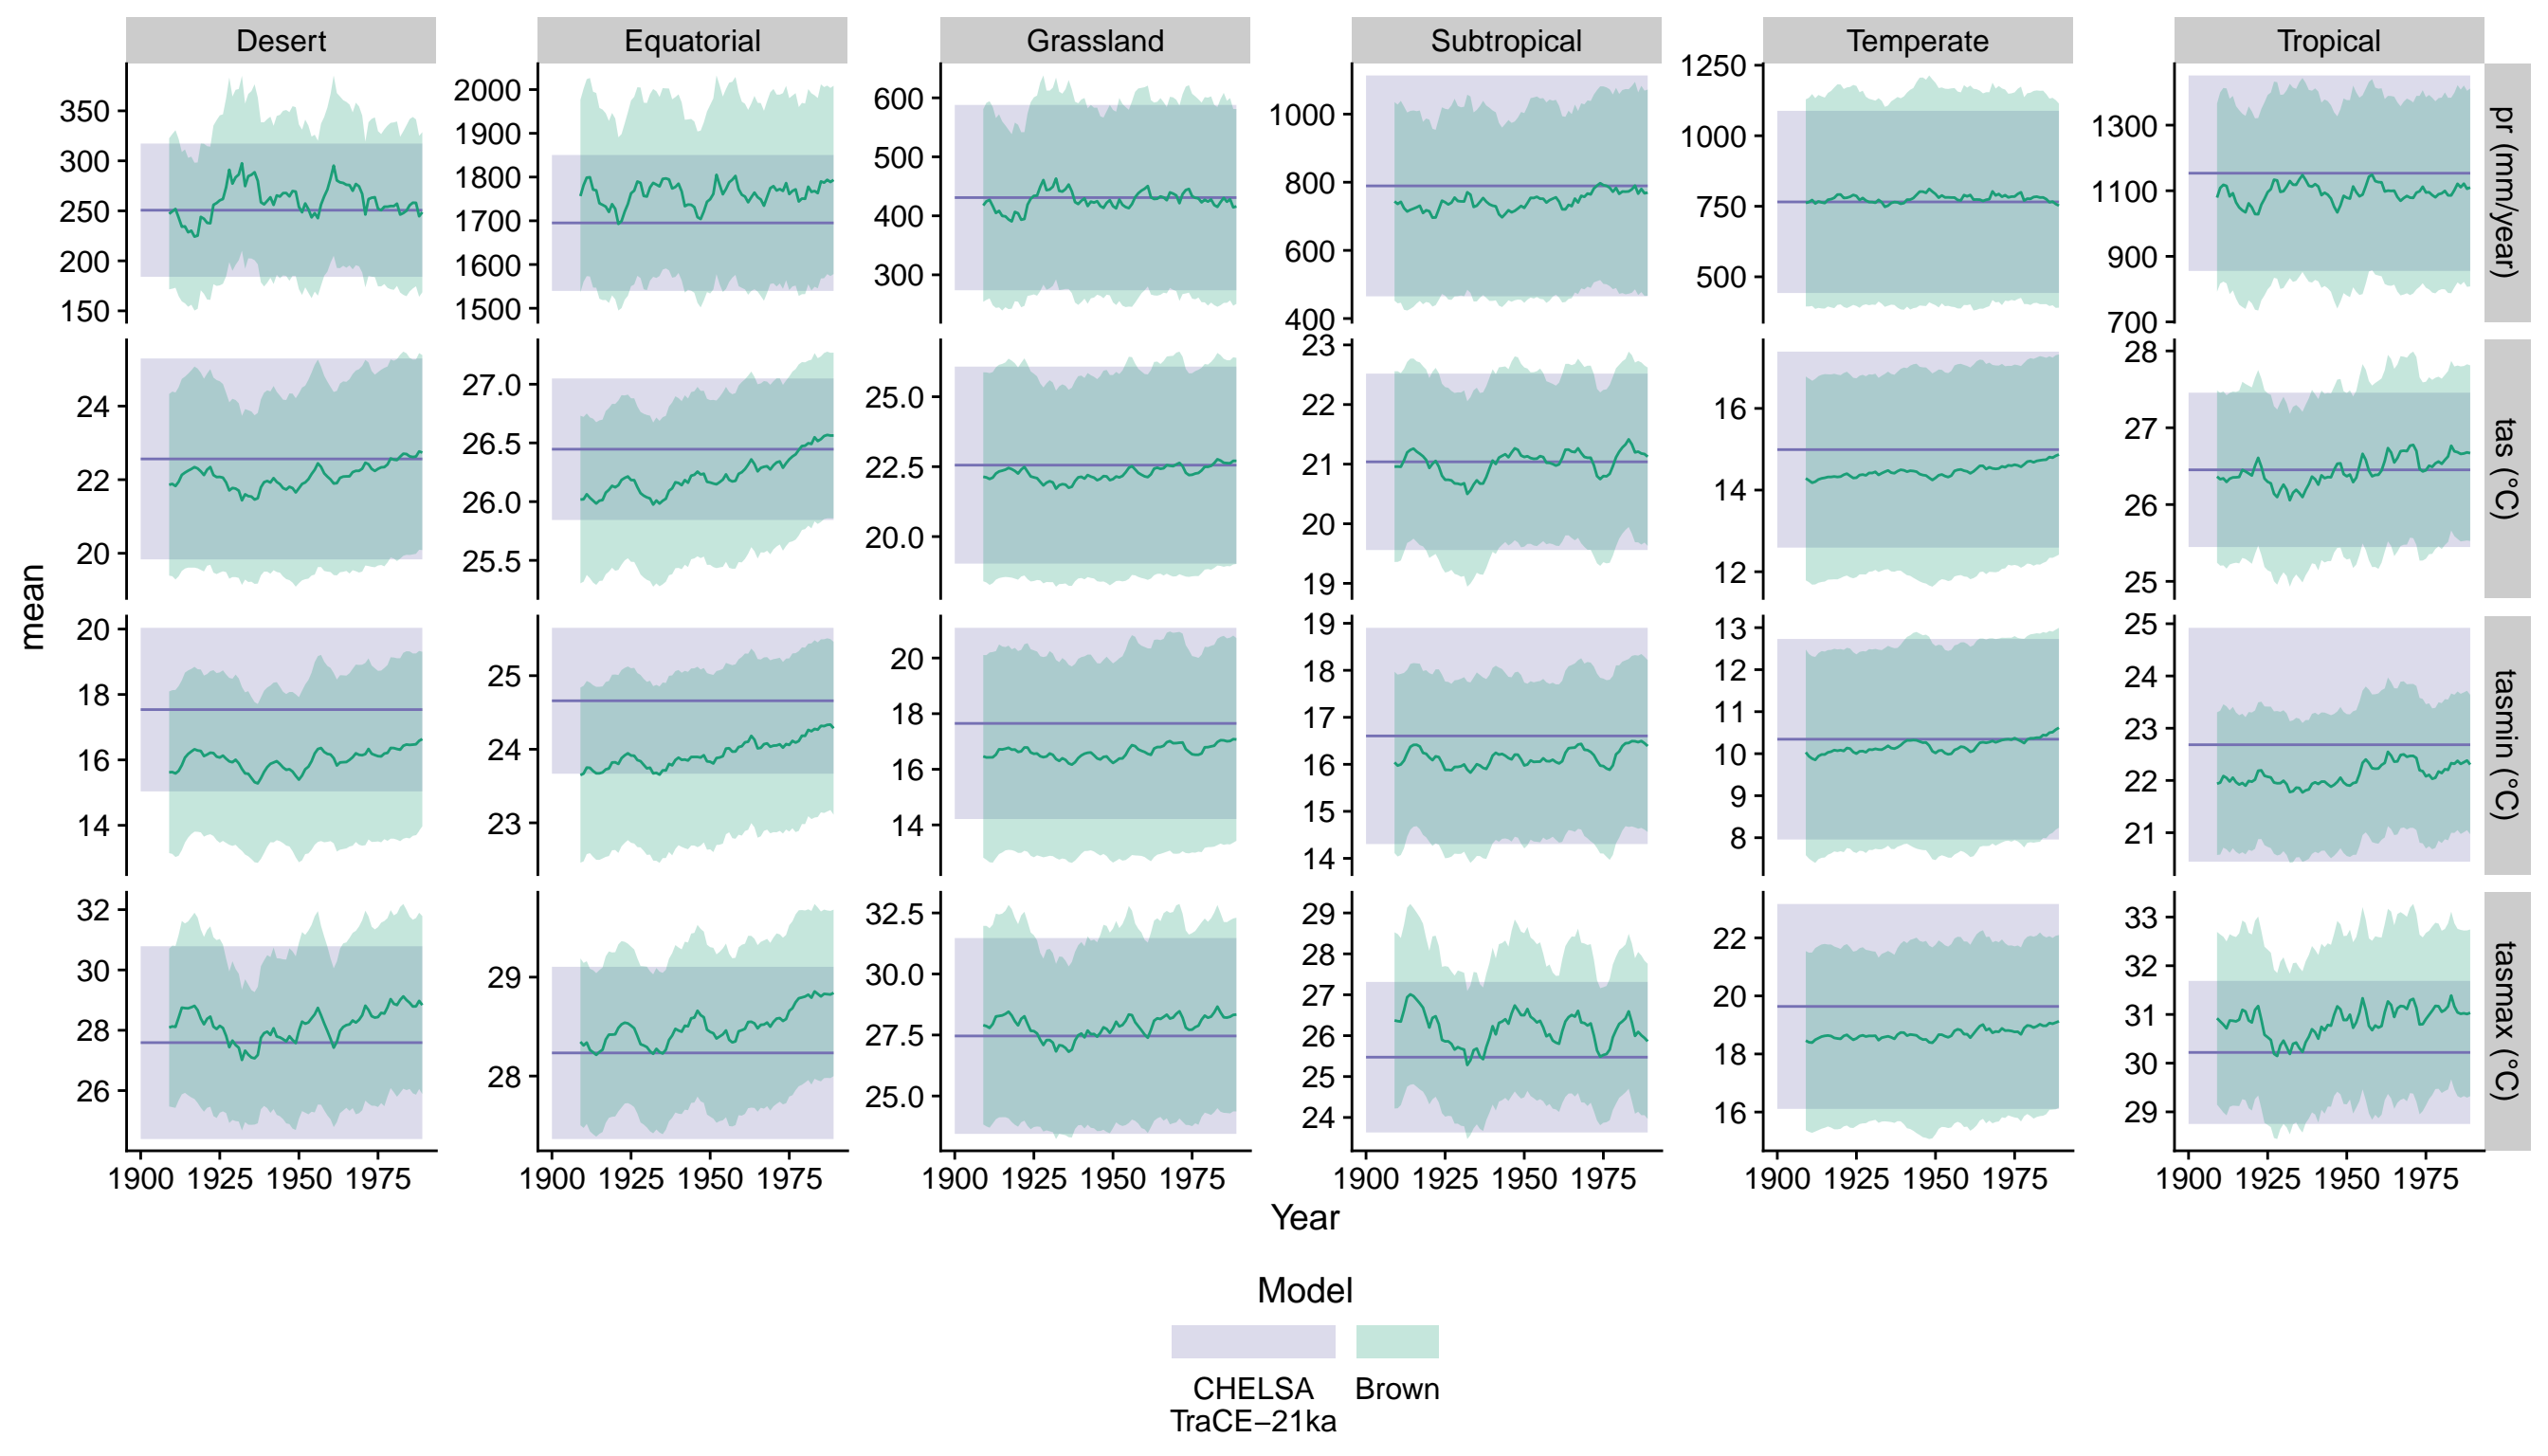 Desert Equatorial Grassland Subtropical Temperate Tropical
350 300 250 200 150
2000 1900 1800 1700 1600 1500
600 500 400 300
1000 800 600 400
1250 1000 750 500
1300 1100 900 700
pr (mm/year)
24 22 20
27.0 26.5 26.0 25.5
25.0 22.5 20.0
23 22 21 20 19
16 14 12
28 27 26 25
tas (°C)
mean
20 18 16 14
25 24 23
20 18 16 14
19 18 17 16 15 14
13 12 11 10 9 8
25 24 23 22 21
tasmin (°C)
32 30 28 26
29 28
32.5 30.0 27.5 25.0
29 28 27 26 25 24
22 20 18 16
33 32 31 30 29
tasmax (°C)
1900 1925 1950 1975 1900 1925 1950 1975 1900 1925 1950 1975 1900 1925 1950 1975 1900 1925 1950 1975 1900 1925 1950 1975
Year
Model
CHELSA Brown
TraCE−21ka